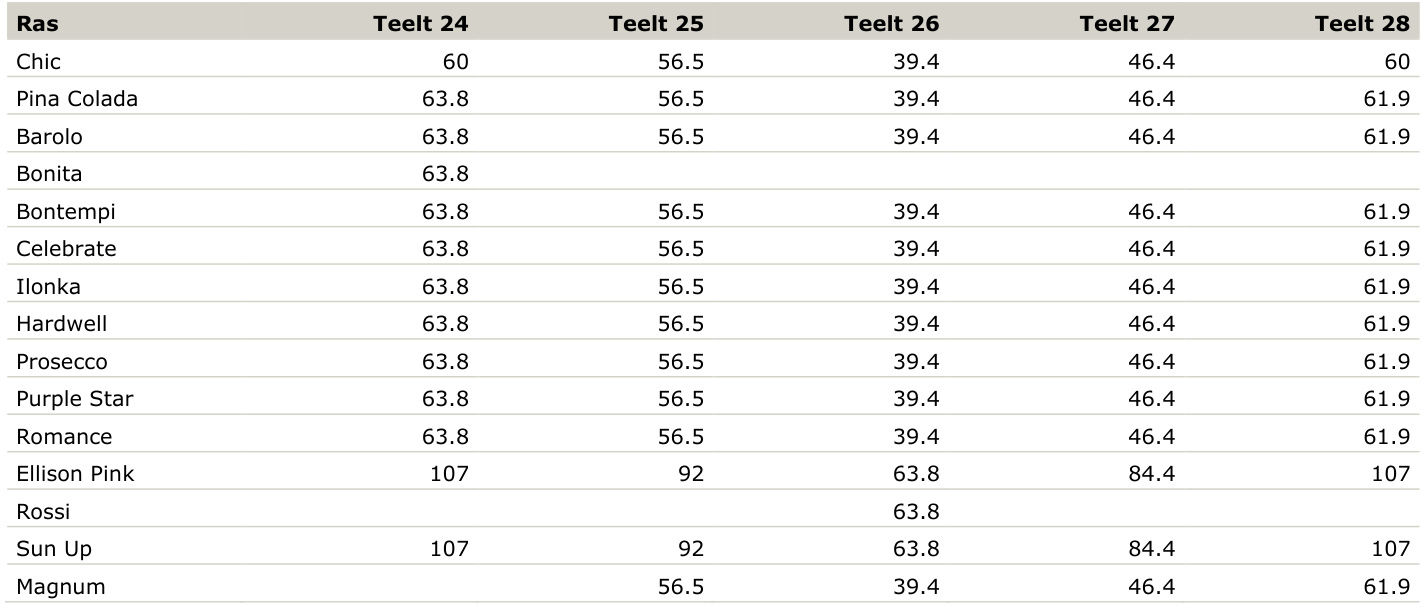 Ras Teelt 24 Teelt 25 Teelt 26 Teelt 27 Teelt 28
Chic 60 56.5 39.4 46.4 60
Pina Colada 63.8 56.5 39.4 46.4 61.9
Barolo 63.8 56.5 39.4 46.4 61.9
Bonita 63.8
Bontempi 63.8 56.5 39.4 46.4 61.9
Celebrate 63.8 56.5 39.4 46.4 61.9
Ilonka 63.8 56.5 39.4 46.4 61.9
Hardwell 63.8 56.5 39.4 46.4 61.9
Prosecco 63.8 56.5 39.4 46.4 61.9
Purple Star 63.8 56.5 39.4 46.4 61.9
Romance 63.8 56.5 39.4 46.4 61.9
Ellison Pink 107 92 63.8 84.4 107
Rossi 63.8
Sun Up 107 92 63.8 84.4 107
Magnum 56.5 39.4 46.4 61.9